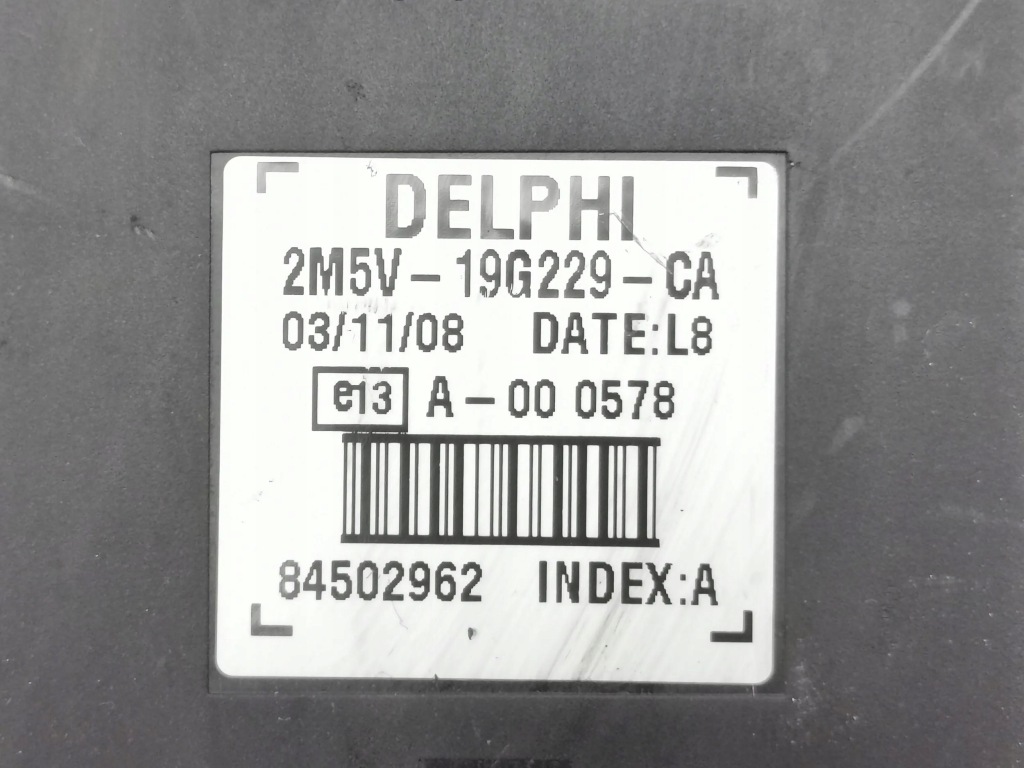 DELPHI
2M5V-19G229-CA
03/11/08 DATE:L8
e13 A-00 0578
84502962 INDEX:A